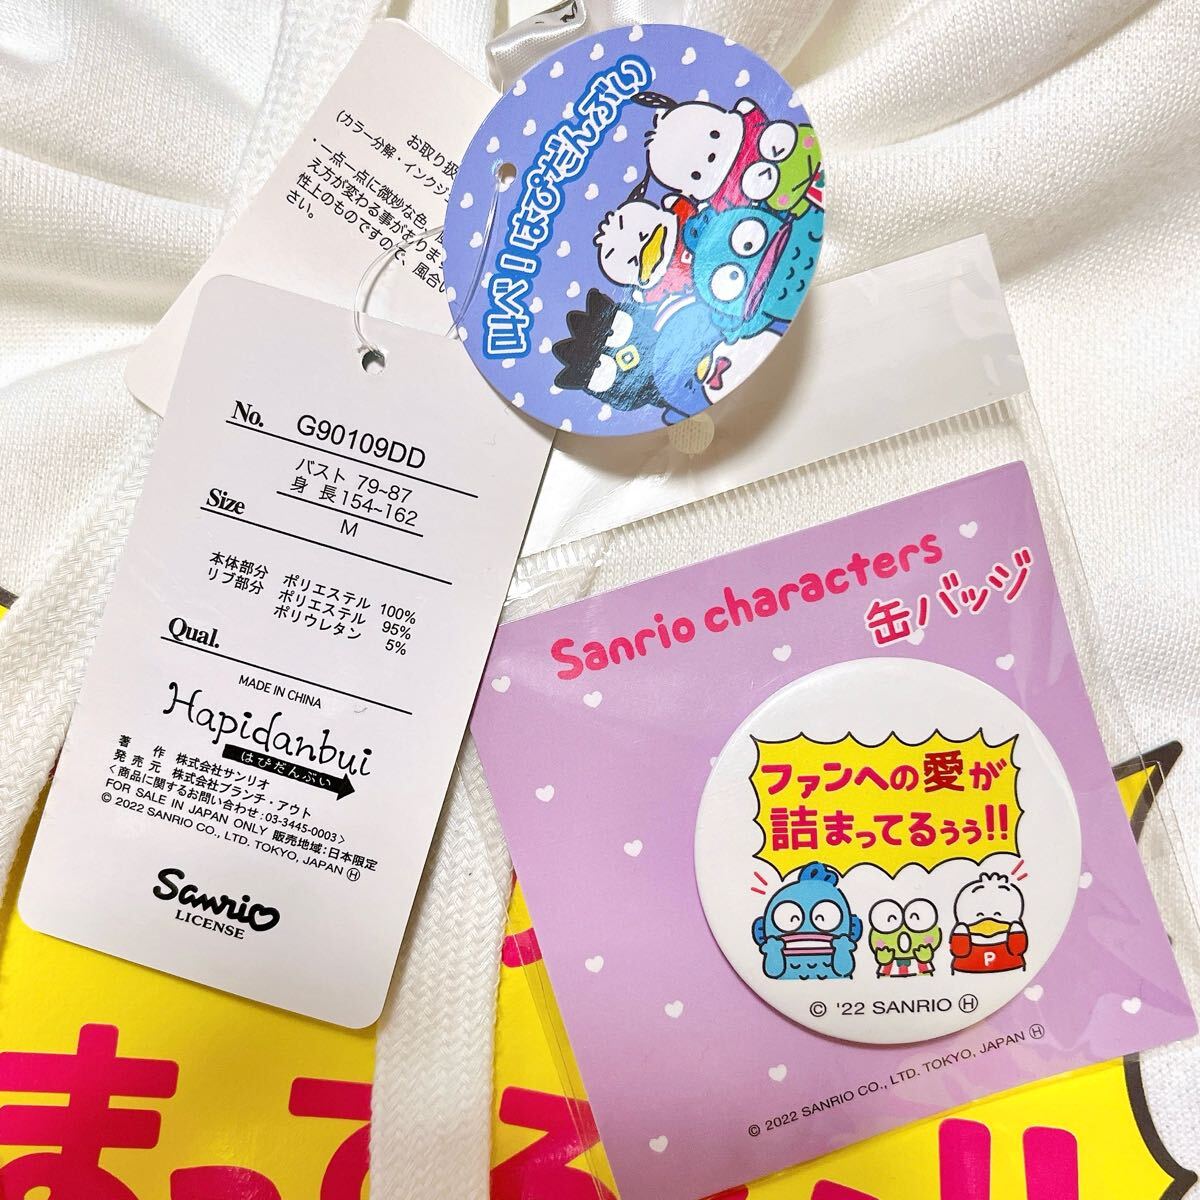 お取り扱
(カラー分解・インクジェ
・一点一点に微妙な色、
え方が変わる事がありま
性上のものですので、風合い
さい。
叫べ!はぴだんぶい
No. G90109DD
バスト 79~87
身 長 154~162
Size M
本体部分 ポリエステル 100%
リブ部分 ポリエステル 95%
ポリウレタン 5%
Qual.
MADE IN CHINA
Hapidanbui
はぴだんぶい
著 作 株式会社サンリオ
発 売 元 株式会社ブランチ・アウト
<商品に関するお問い合わせ:03-3445-0003>
FOR SALE IN JAPAN ONLY 販売地域:日本限定
© 2022 SANRIO CO., LTD. TOKYO, JAPAN Ⓗ
Sanrio
LICENSE
Sanrio characters
缶バッジ
ファンへの愛が
詰まってるぅぅ!!
P
© '22 SANRIO Ⓗ
© 2022 SANRIO CO., LTD. TOKYO, JAPAN Ⓗ
まってる
!!